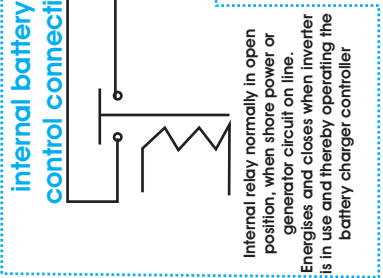 internal battery
control connecti
Internal relay normally in open
position, when shore power or
generator circuit on line.
Energises and closes when inverter
is in use and thereby operating the
battery charger controller